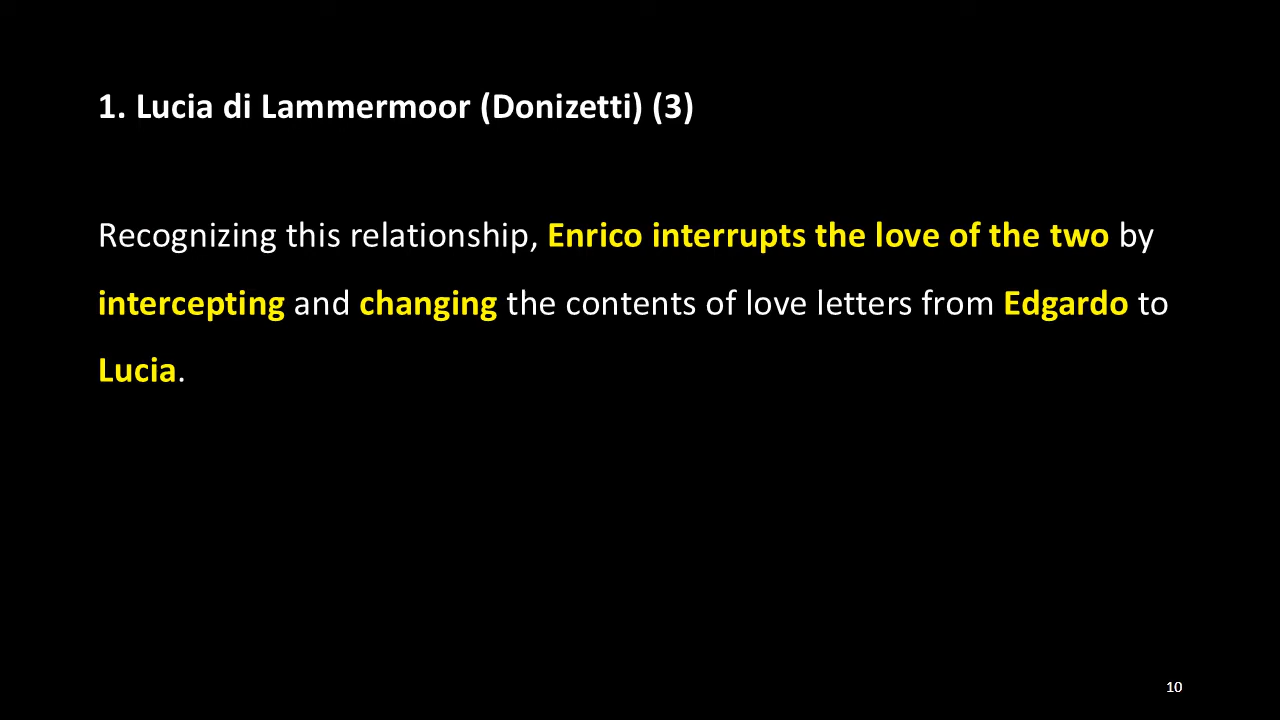 1. Lucia di Lammermoor (Donizetti) (3)
Recognizing this relationship, Enrico interrupts the love of the two by
intercepting and changing the contents of love letters from Edgardo to
Lucia.
10